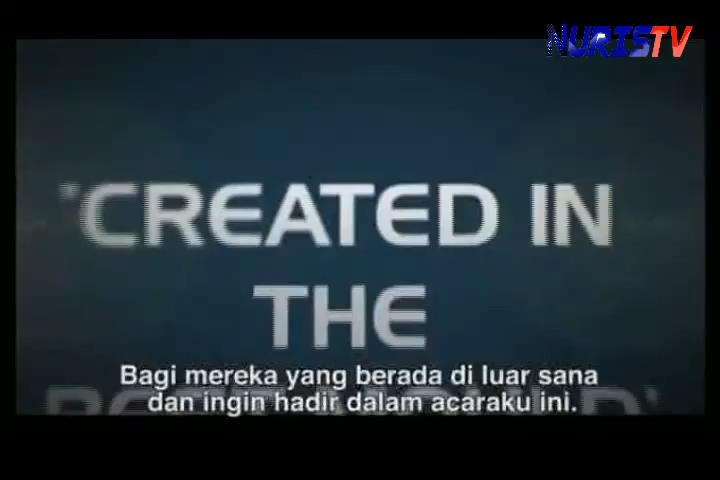 NURISTV
'CREATED IN
THE
Bagi mereka yang berada di luar sana
dan ingin hadir dalam acaraku ini.